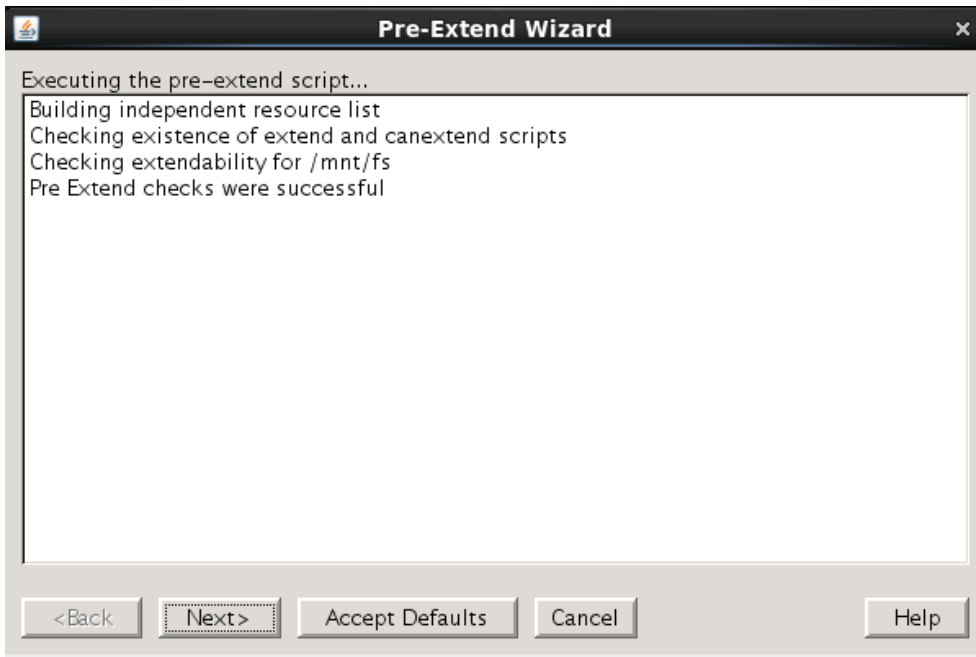 Pre-Extend Wizard
Executing the pre-extend script...
Building independent resource list
Checking existence of extend and canextend scripts
Checking extendability for /mnt/fs
Pre Extend checks were successful
<Back Next> Accept Defaults Cancel Help